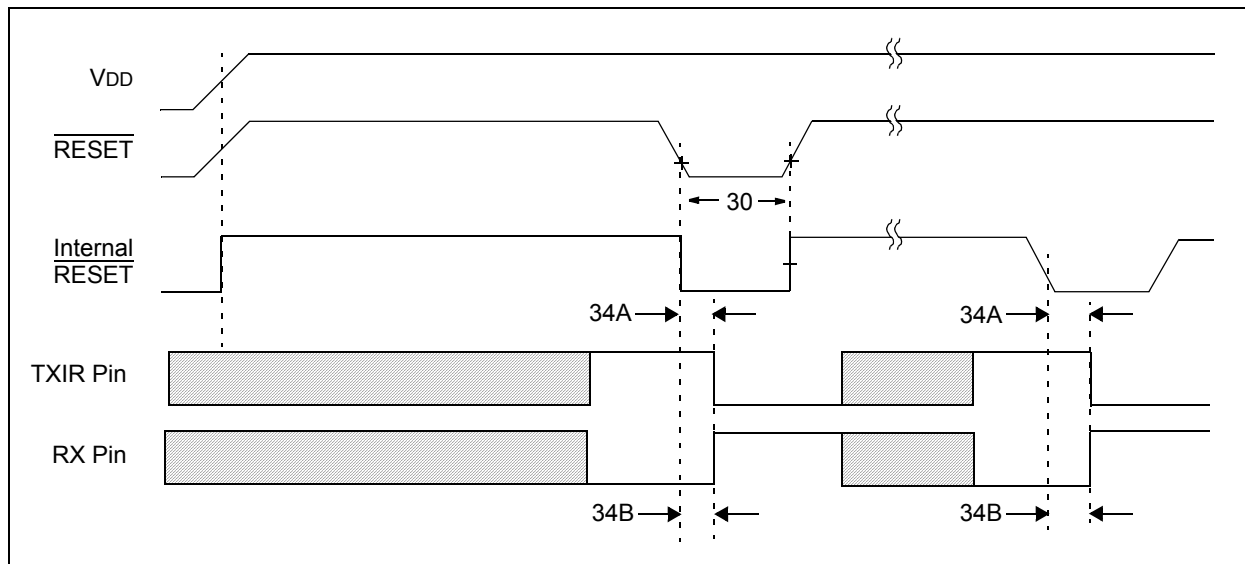 VDD
RESET
30
Internal
RESET
34A
34A
TXIR Pin
RX Pin
34B
34B